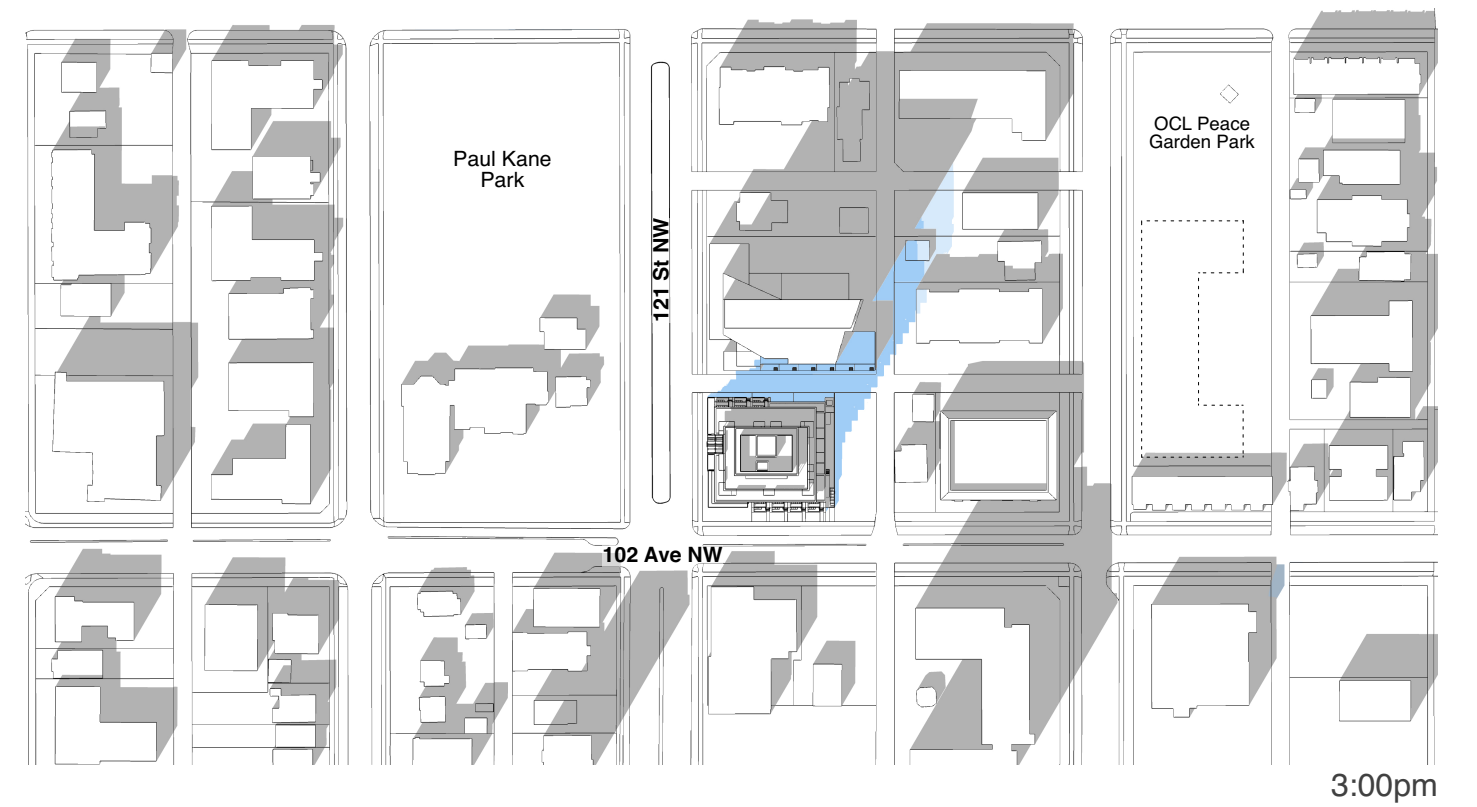 OCL Peace
Garden Park
Paul Kane
Park
121 St NW
102 Ave NW
3:00pm